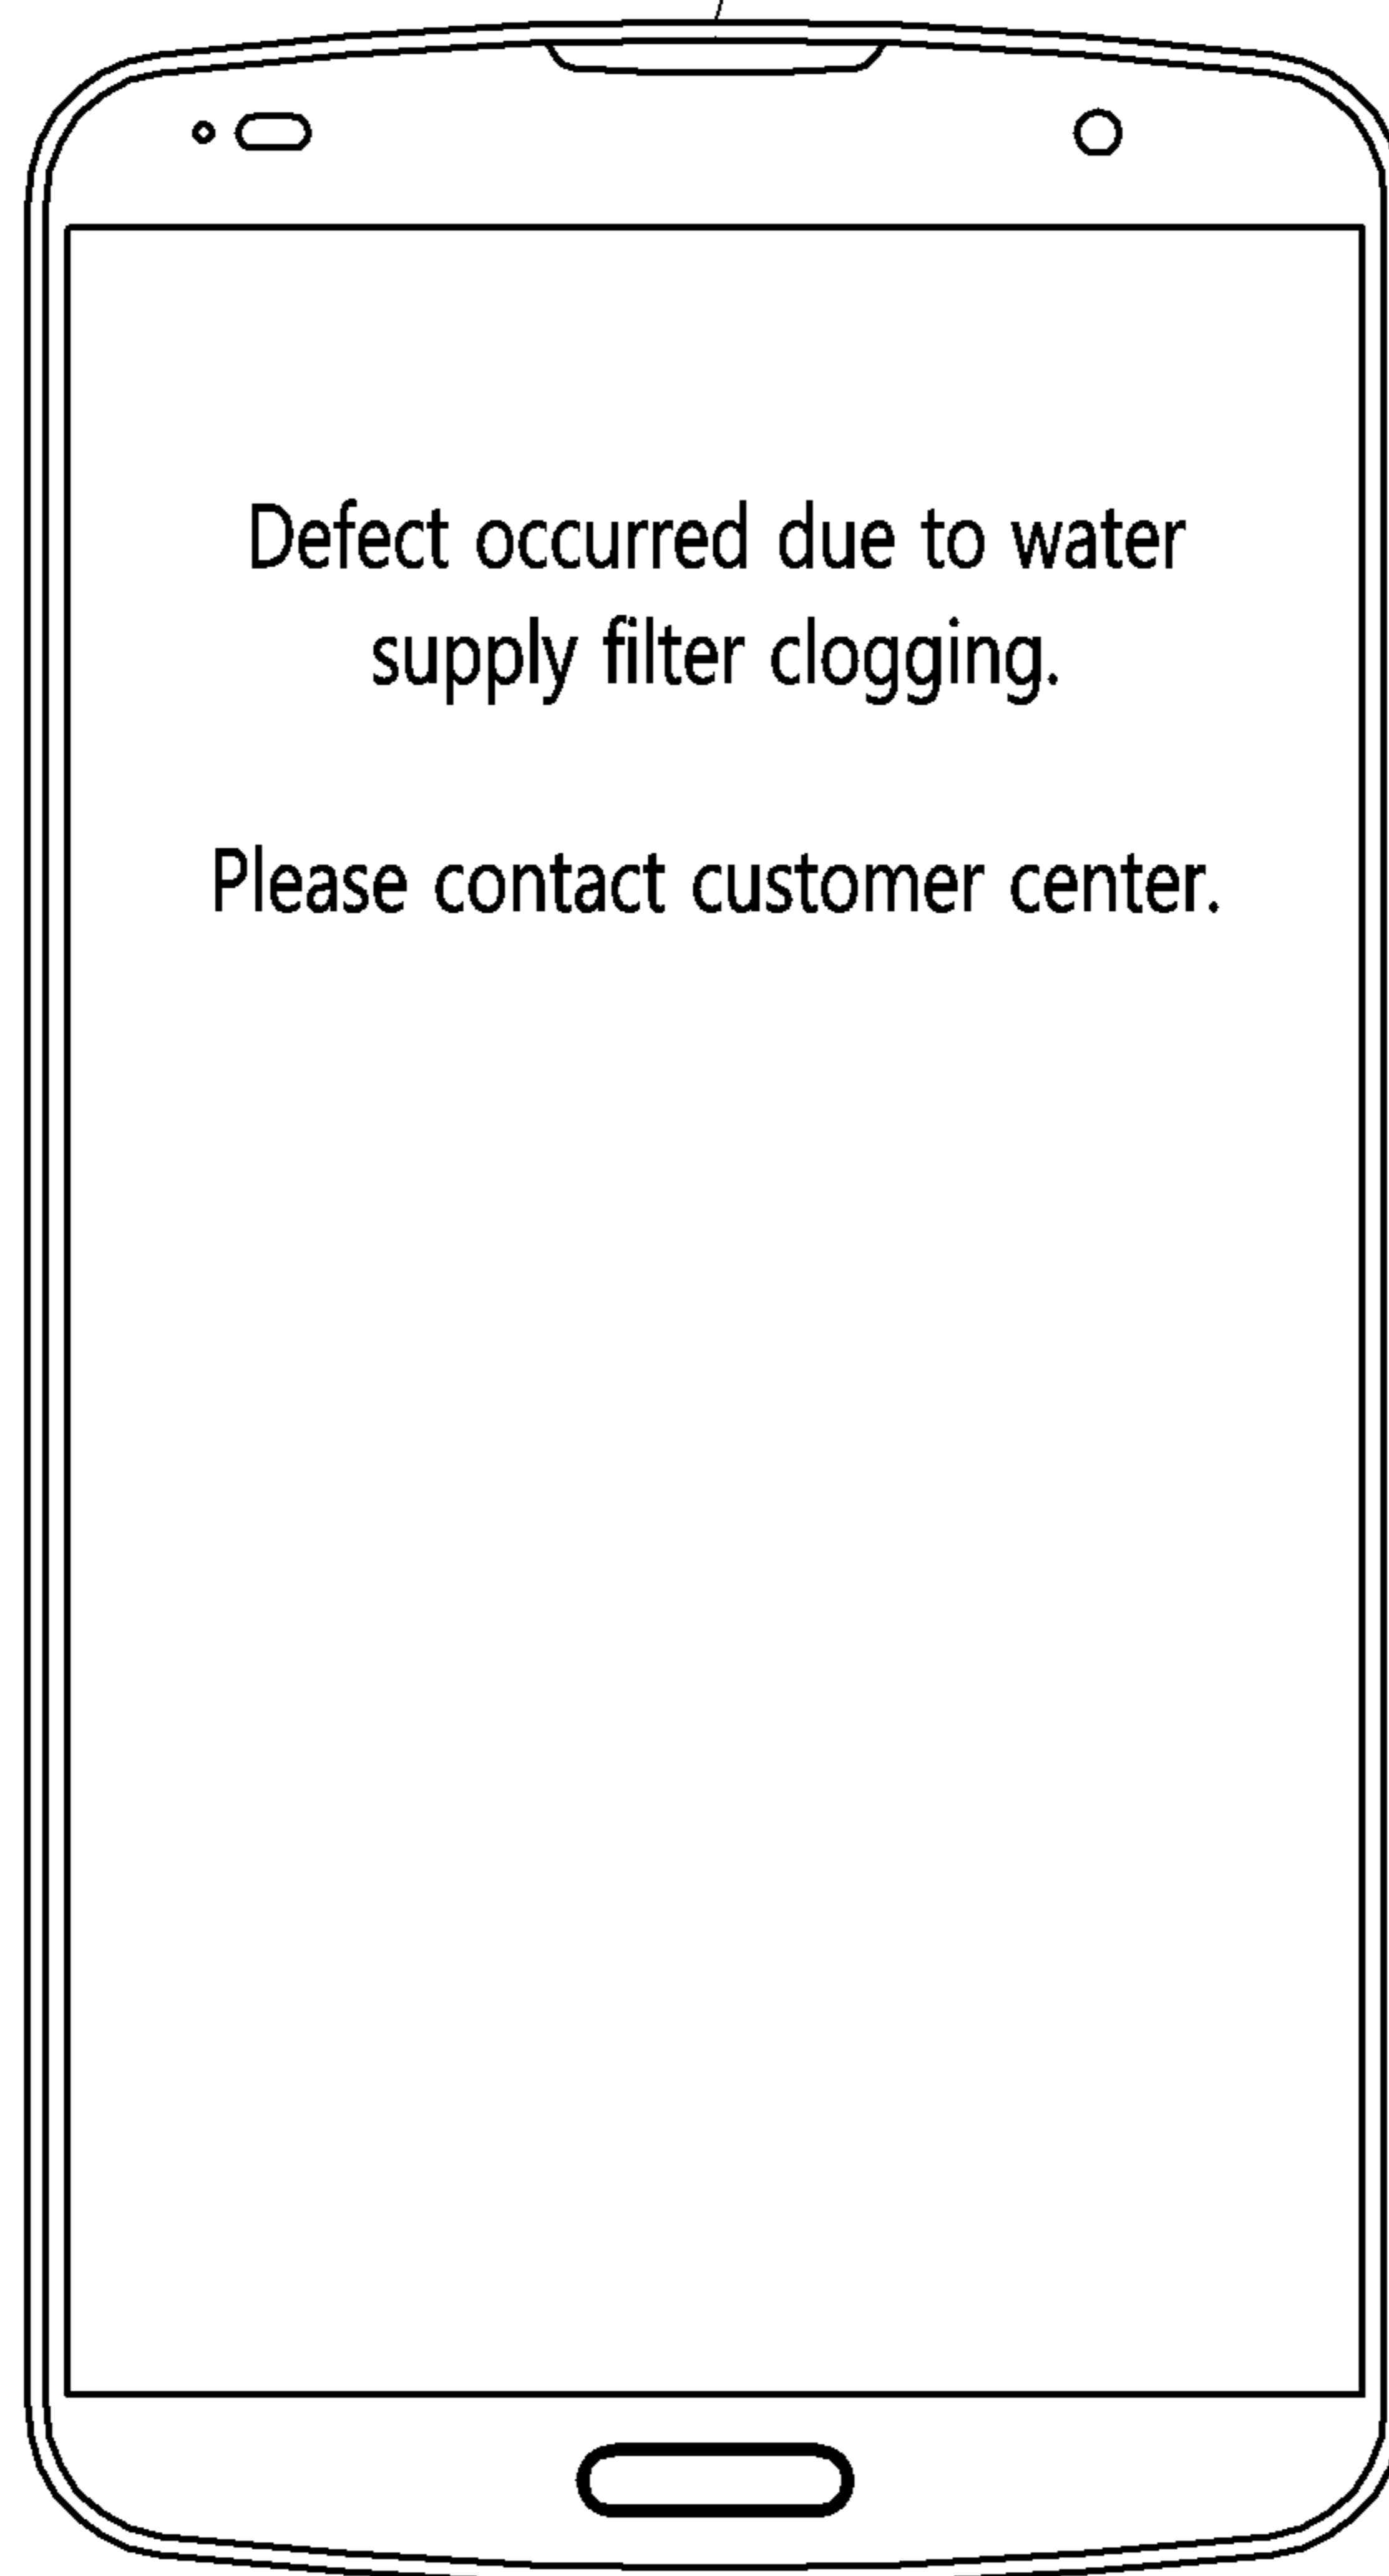 Defect occurred due to water
supply filter clogging.
Please contact customer center.